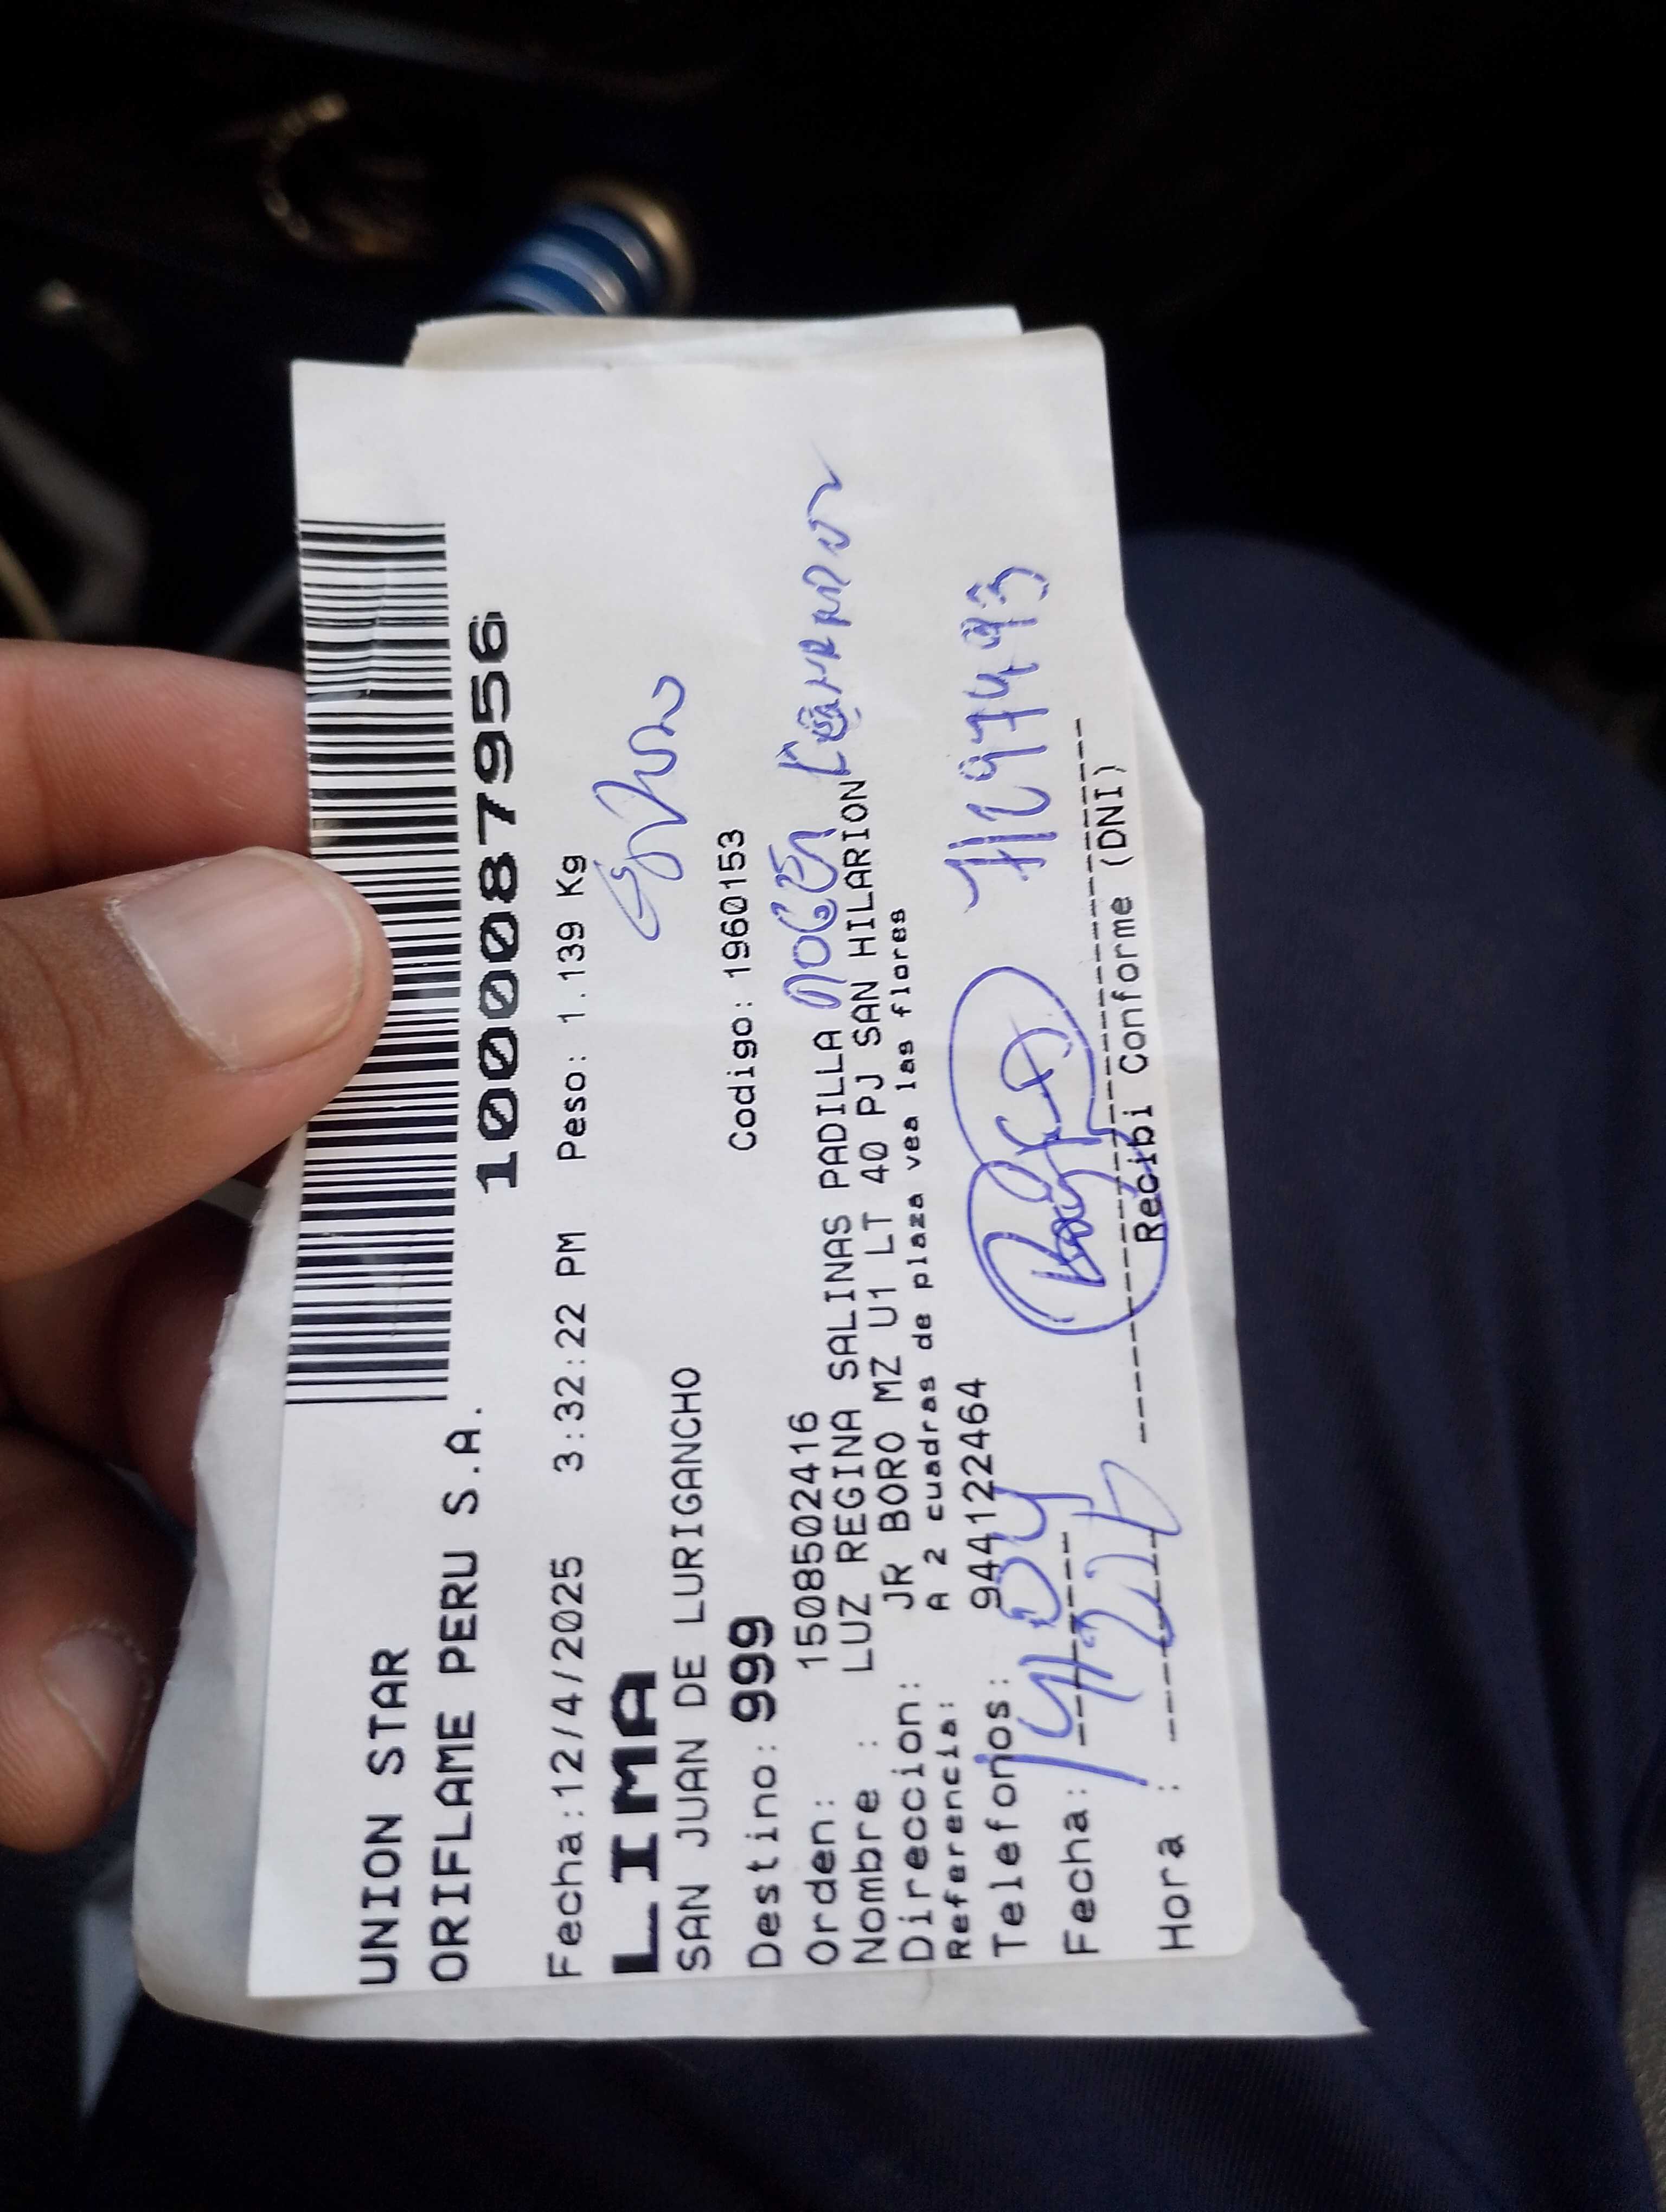 UNION STAR
ORIFLAME PERU S.A.
1000087956
Fecha:12/4/2025 3:32:22 PM Peso: 1.139 Kg
LIMA
SAN JUAN DE LURIGANCHO
Destino: 999 Codigo: 1960153
Orden: 1508502416
Nombre : LUZ REGINA SALINAS PADILLA
Direccion: JR BORO MZ U1 LT 40 PJ SAN HILARION
Referencia: A 2 cuadras de plaza vea las flores
Telefonos: 944122464
Fecha:
Hora :
Recibi Conforme (DNI)